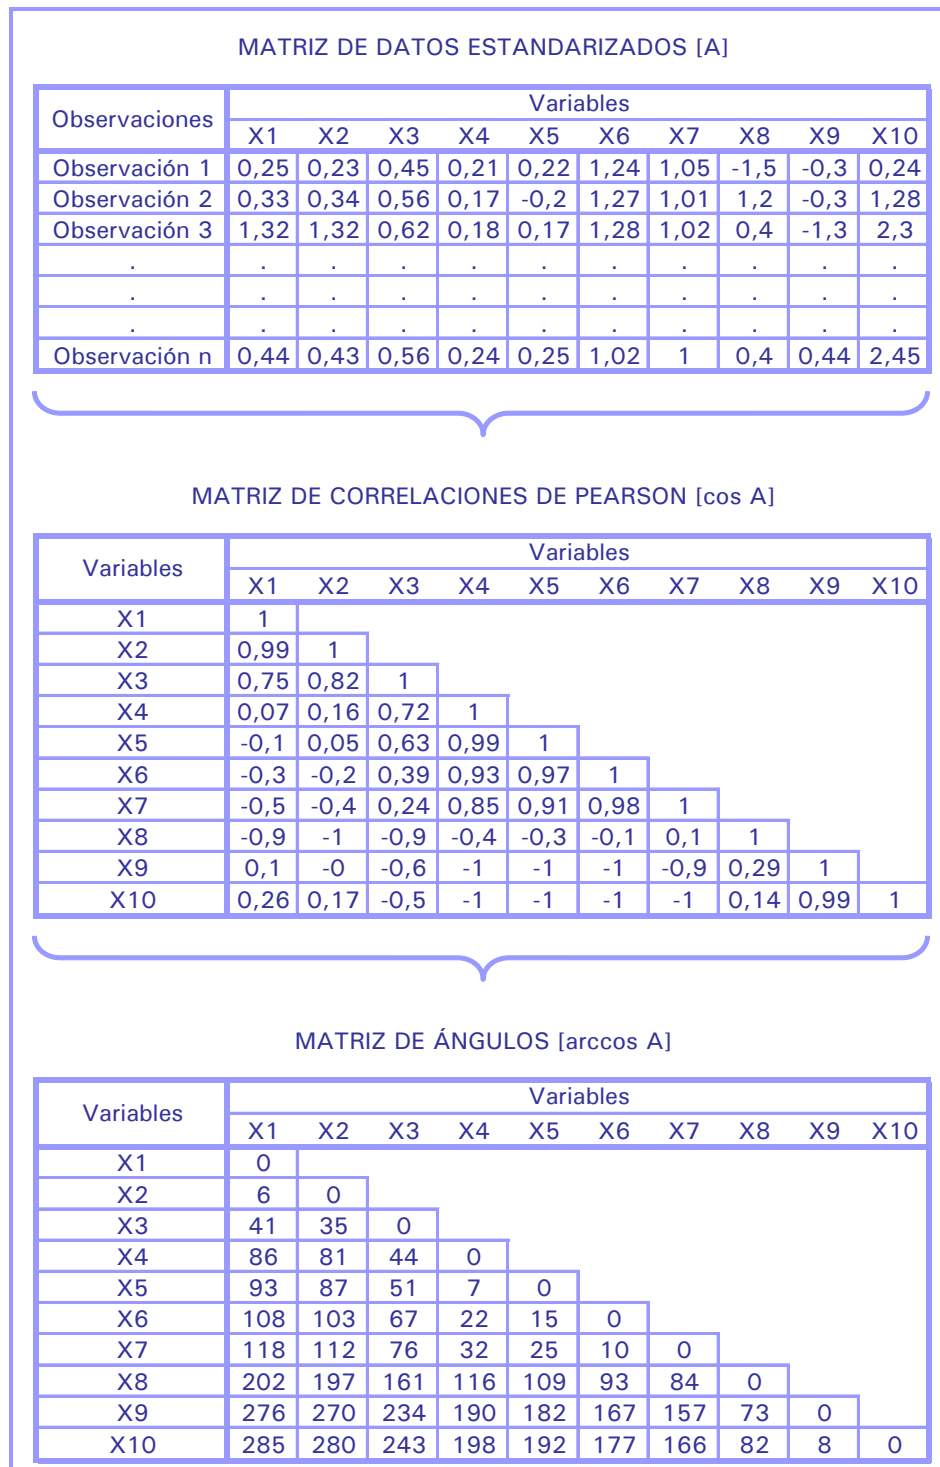 MATRIZ DE DATOS ESTANDARIZADOS [A]
Observaciones Variables
X1 X2 X3 X4 X5 X6 X7 X8 X9 X10
Observación 1 0,25 0,23 0,45 0,21 0,22 1,24 1,05 -1,5 -0,3 0,24
Observación 2 0,33 0,34 0,56 0,17 -0,2 1,27 1,01 1,2 -0,3 1,28
Observación 3 1,32 1,32 0,62 0,18 0,17 1,28 1,02 0,4 -1,3 2,3
. . . . . . . . . . .
. . . . . . . . . . .
. . . . . . . . . . .
Observación n 0,44 0,43 0,56 0,24 0,25 1,02 1 0,4 0,44 2,45
MATRIZ DE CORRELACIONES DE PEARSON [cos A]
Variables Variables
X1 X2 X3 X4 X5 X6 X7 X8 X9 X10
X1 1
X2 0,99 1
X3 0,75 0,82 1
X4 0,07 0,16 0,72 1
X5 -0,1 0,05 0,63 0,99 1
X6 -0,3 -0,2 0,39 0,93 0,97 1
X7 -0,5 -0,4 0,24 0,85 0,91 0,98 1
X8 -0,9 -1 -0,9 -0,4 -0,3 -0,1 0,1 1
X9 0,1 -0 -0,6 -1 -1 -1 -0,9 0,29 1
X10 0,26 0,17 -0,5 -1 -1 -1 -1 0,14 0,99 1
MATRIZ DE ÁNGULOS [arccos A]
Variables Variables
X1 X2 X3 X4 X5 X6 X7 X8 X9 X10
X1 0
X2 6 0
X3 41 35 0
X4 86 81 44 0
X5 93 87 51 7 0
X6 108 103 67 22 15 0
X7 118 112 76 32 25 10 0
X8 202 197 161 116 109 93 84 0
X9 276 270 234 190 182 167 157 73 0
X10 285 280 243 198 192 177 166 82 8 0